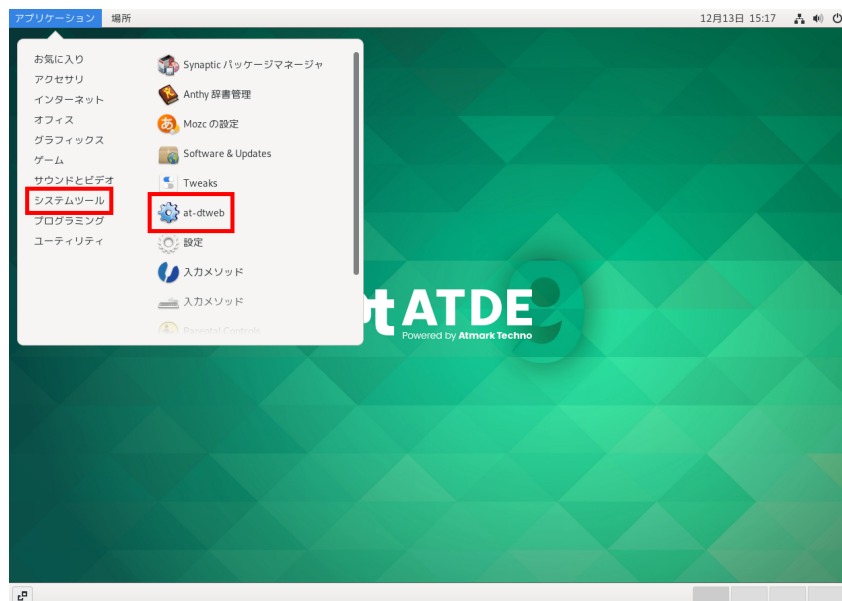 アプリケーション 場所
12月13日 15:17
お気に入り
アクセサリ
インターネット
オフィス
グラフィックス
ゲーム
サウンドとビデオ
システムツール
プログラミング
ユーティリティ
Synaptic パッケージマネージャ
Anthy 辞書管理
Mozc の設定
Software & Updates
Tweaks
at-dtweb
設定
入力メソッド
入力メソッド
Parental Controls
ATDE
Powered by Atmark Techno